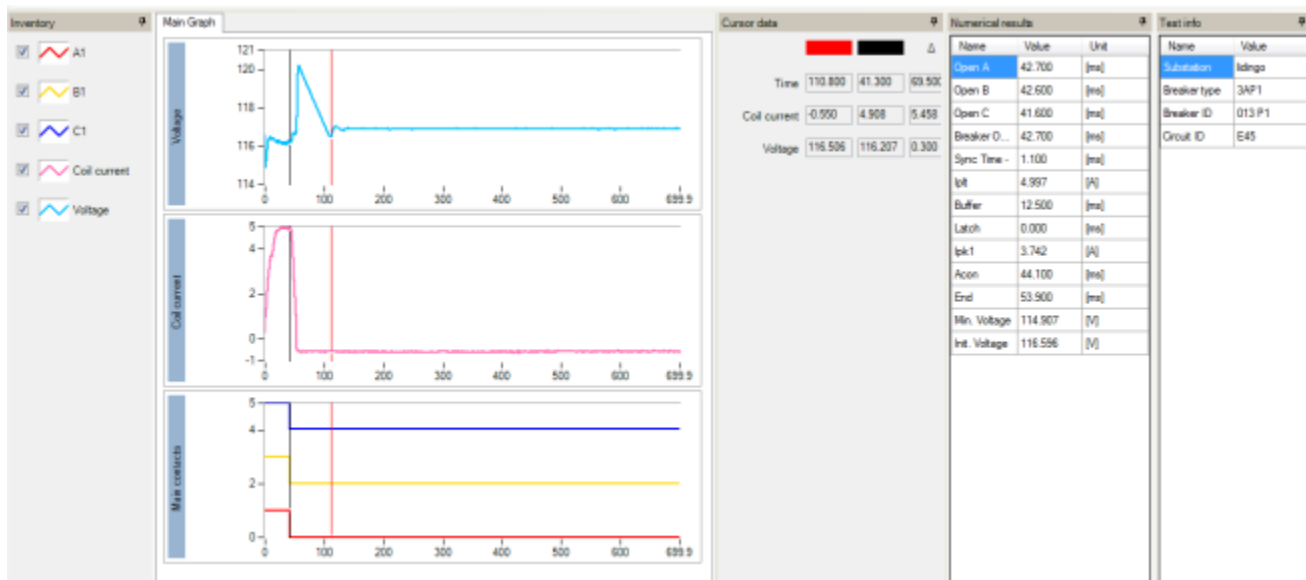 Inventory
A1
B1
C1
Coil current
Voltage
Main Graph
Voltage
121
120
118
116
114
0 100 200 300 400 500 600 699.9
Coil current
5
4
2
0
-1
0 100 200 300 400 500 600 699.9
Main contacts
5
4
2
0
0 100 200 300 400 500 600 699.9
Cursor data
Δ
Time 110.800 41.300 69.500
Coil current -0.550 4.908 5.458
Voltage 116.506 116.207 0.300
Numerical results
Name Value Unit
Open A 42.700 [ms]
Open B 42.600 [ms]
Open C 41.600 [ms]
Breaker O... 42.700 [ms]
Sync Time - 1.100 [ms]
Iplt 4.997 [A]
Buffer 12.500 [ms]
Latch 0.000 [ms]
Ipk1 3.742 [A]
Acon 44.100 [ms]
End 53.900 [ms]
Min. Voltage 114.907 [V]
Init. Voltage 116.596 [V]
Test info
Name Value
Substation lidingo
Breaker type 3AP1
Breaker ID 013 P1
Circuit ID E45